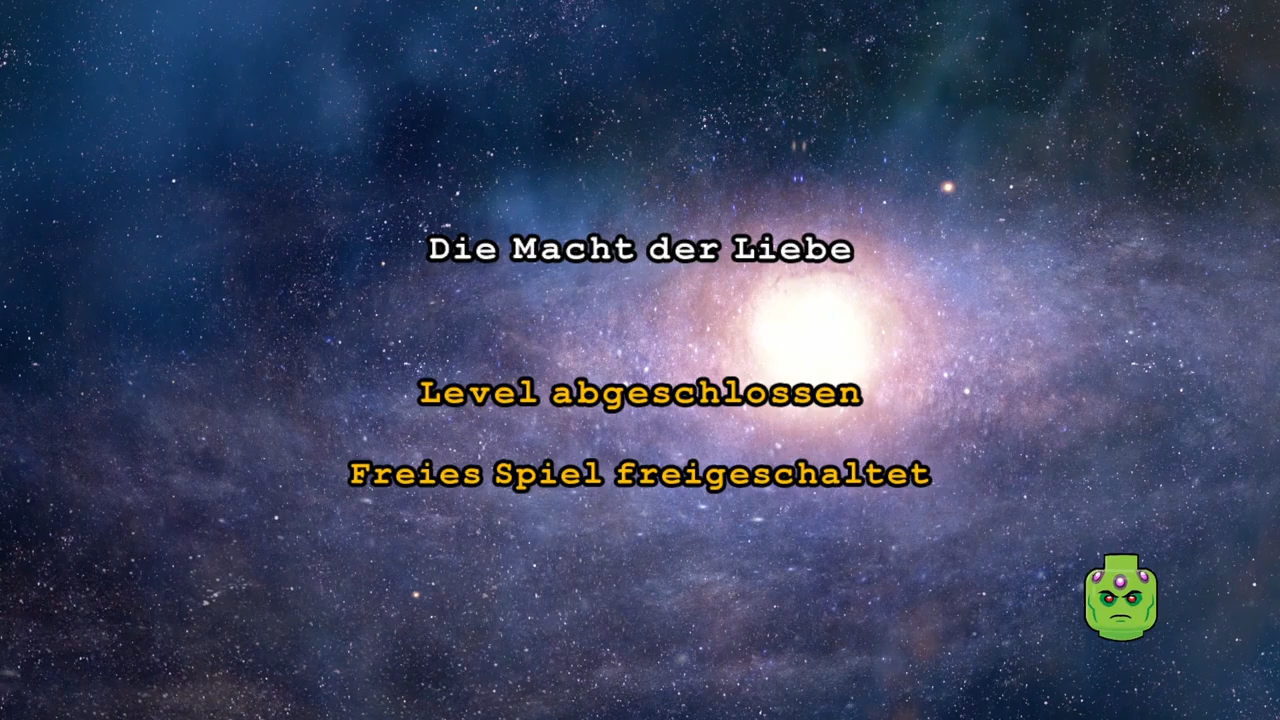 Die Macht der Liebe
Level abgeschlossen
Freies Spiel freigeschaltet